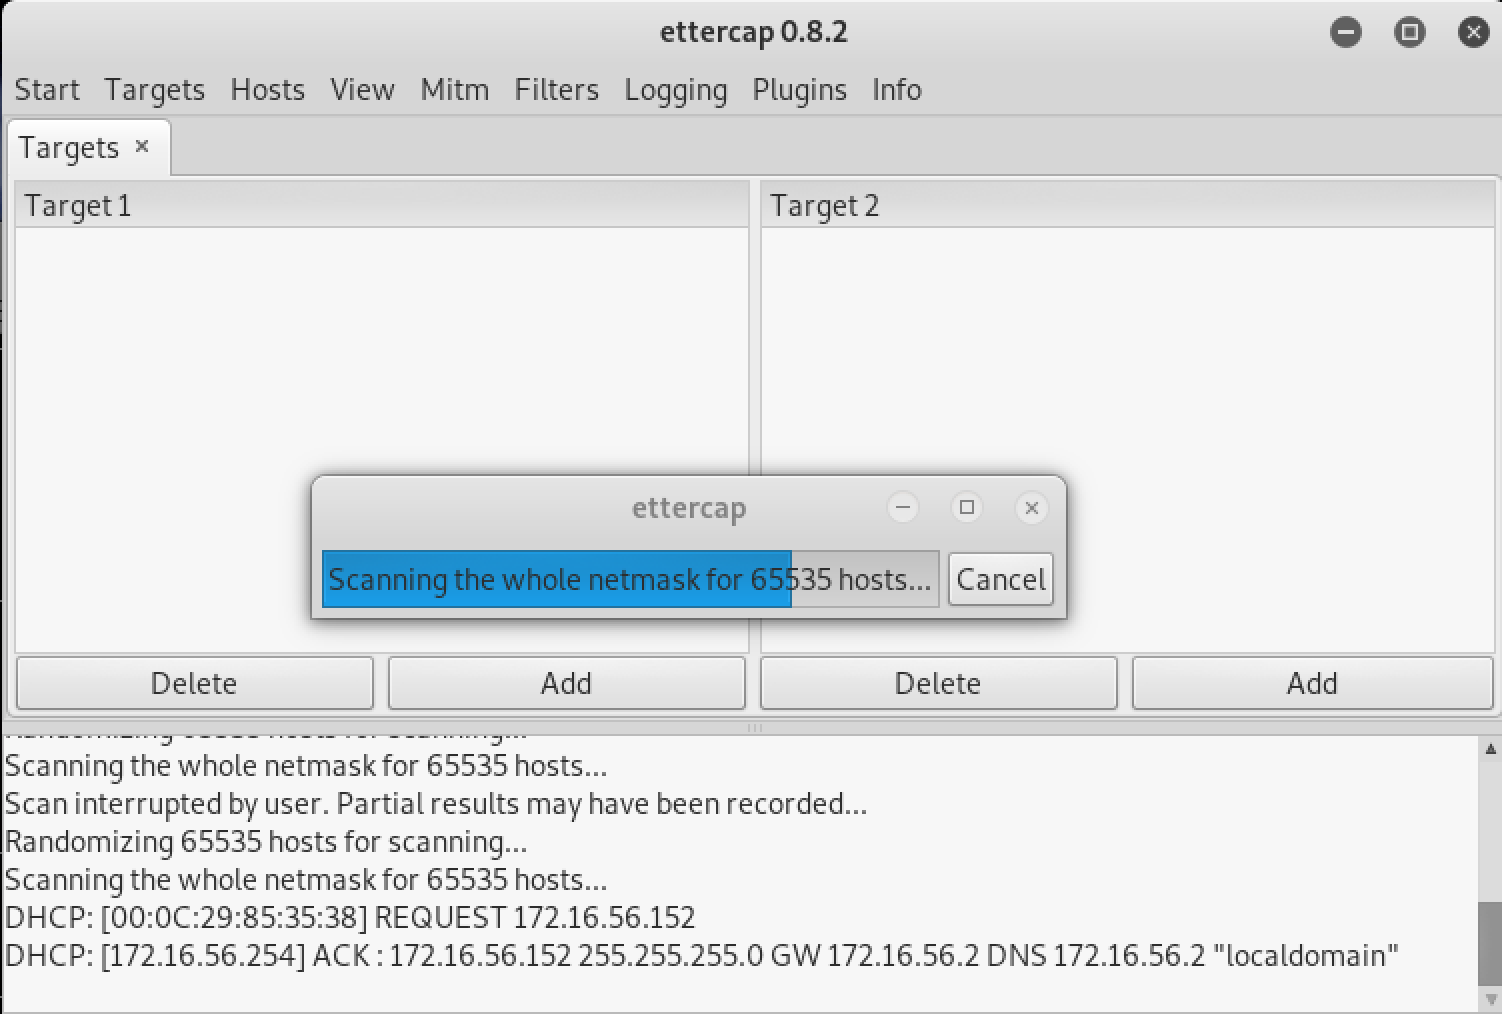 ettercap 0.8.2
Start Targets Hosts View Mitm Filters Logging Plugins Info
Targets ×
Target 1 Target 2
ettercap
Scanning the whole netmask for 65535 hosts... Cancel
Delete Add Delete Add
Randomizing 65535 hosts for scanning...
Scanning the whole netmask for 65535 hosts...
Scan interrupted by user. Partial results may have been recorded...
Randomizing 65535 hosts for scanning...
Scanning the whole netmask for 65535 hosts...
DHCP: [00:0C:29:85:35:38] REQUEST 172.16.56.152
DHCP: [172.16.56.254] ACK : 172.16.56.152 255.255.255.0 GW 172.16.56.2 DNS 172.16.56.2 "localdomain"